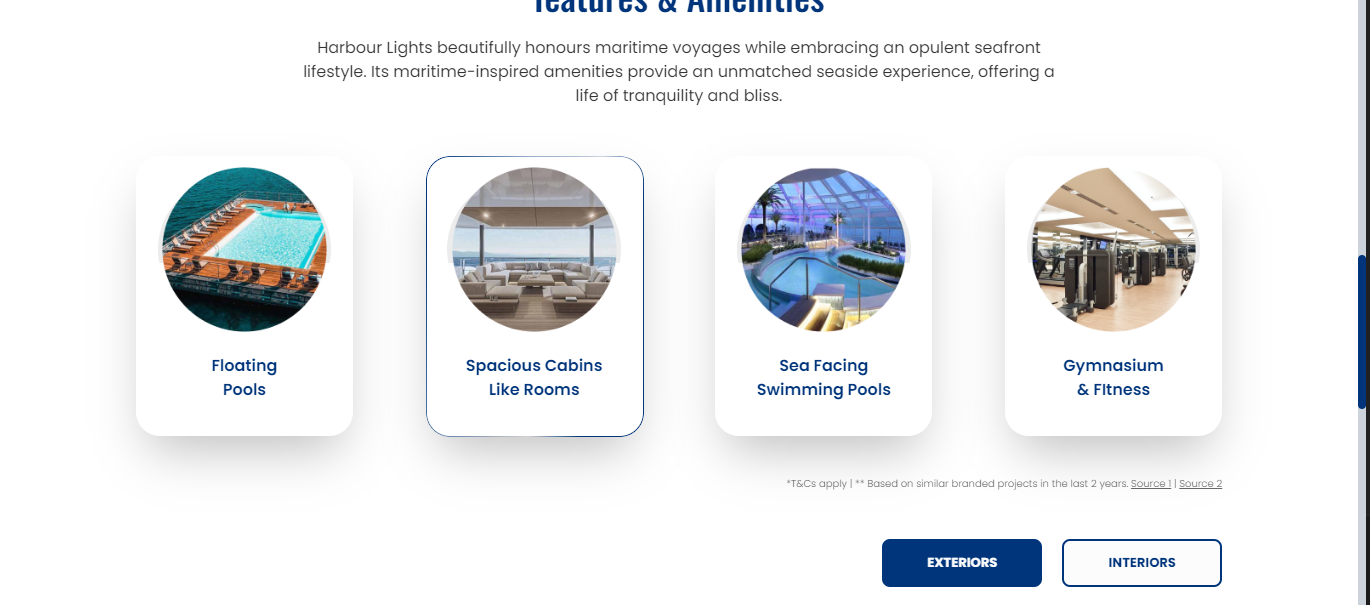 Features & Amenities
Harbour Lights beautifully honours maritime voyages while embracing an opulent seafront
lifestyle. Its maritime-inspired amenities provide an unmatched seaside experience, offering a
life of tranquility and bliss.
Floating
Pools
Spacious Cabins
Like Rooms
Sea Facing
Swimming Pools
Gymnasium
& FItness
*T&Cs apply | ** Based on similar branded projects in the last 2 years. Source 1 | Source 2
EXTERIORS
INTERIORS